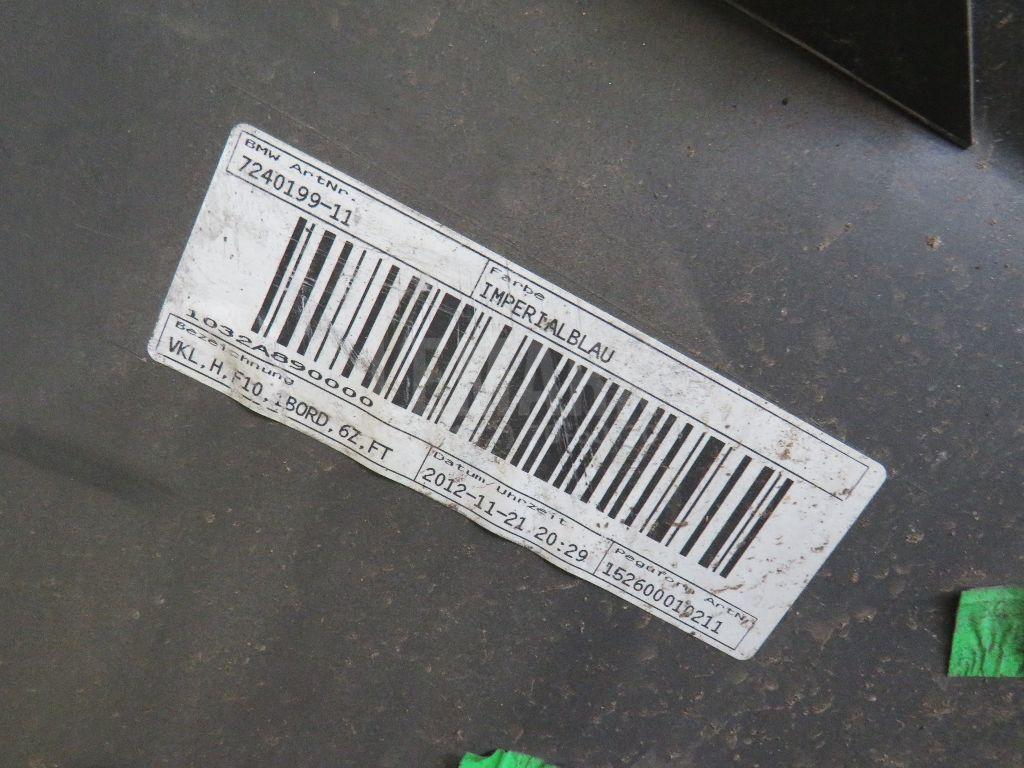 BMW ArtNr.
7240199-11
Farbe
IMPERIALBLAU
1032A890000
Bezeichnung
VKL,H,F10,1BORD,6Z,FT
Datum/Uhrzeit
2012-11-21,20:29
Pegaform ArtNr
152600010211